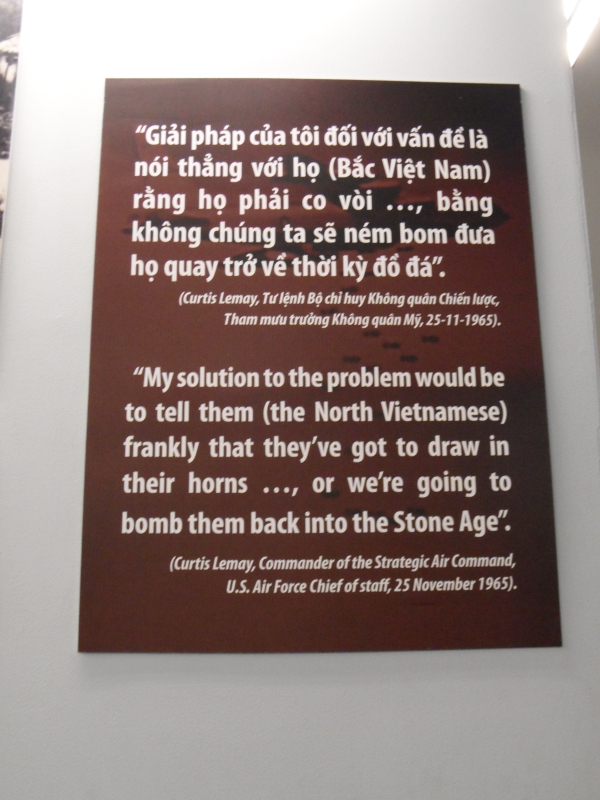 “Giải pháp của tôi đối với vấn đề là
nói thẳng với họ (Bắc Việt Nam)
rằng họ phải co vòi ..., bằng
không chúng ta sẽ ném bom đưa
họ quay trở về thời kỳ đồ đá”.
(Curtis Lemay, Tư lệnh Bộ chỉ huy Không quân Chiến lược,
Tham mưu trưởng Không quân Mỹ, 25-11-1965).
“My solution to the problem would be
to tell them (the North Vietnamese)
frankly that they’ve got to draw in
their horns ..., or we’re going to
bomb them back into the Stone Age”.
(Curtis Lemay, Commander of the Strategic Air Command,
U.S. Air Force Chief of staff, 25 November 1965).